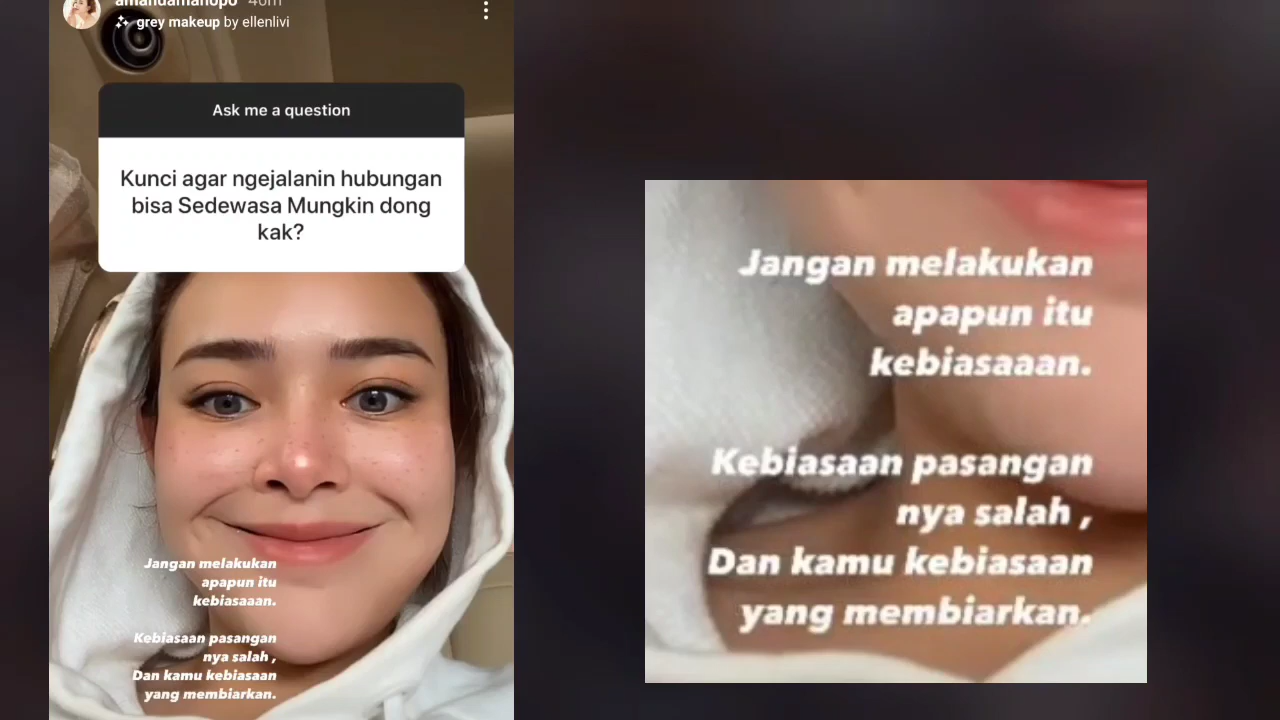 amandamanopo 46m
grey makeup by ellenlivi
Ask me a question
Kunci agar ngejalanin hubungan
bisa Sedewasa Mungkin dong
kak?
Jangan melakukan
apapun itu
kebiasaaan.
Kebiasaan pasangan
nya salah ,
Dan kamu kebiasaan
yang membiarkan.
Jangan melakukan
apapun itu
kebiasaaan.
Kebiasaan pasangan
nya salah ,
Dan kamu kebiasaan
yang membiarkan.